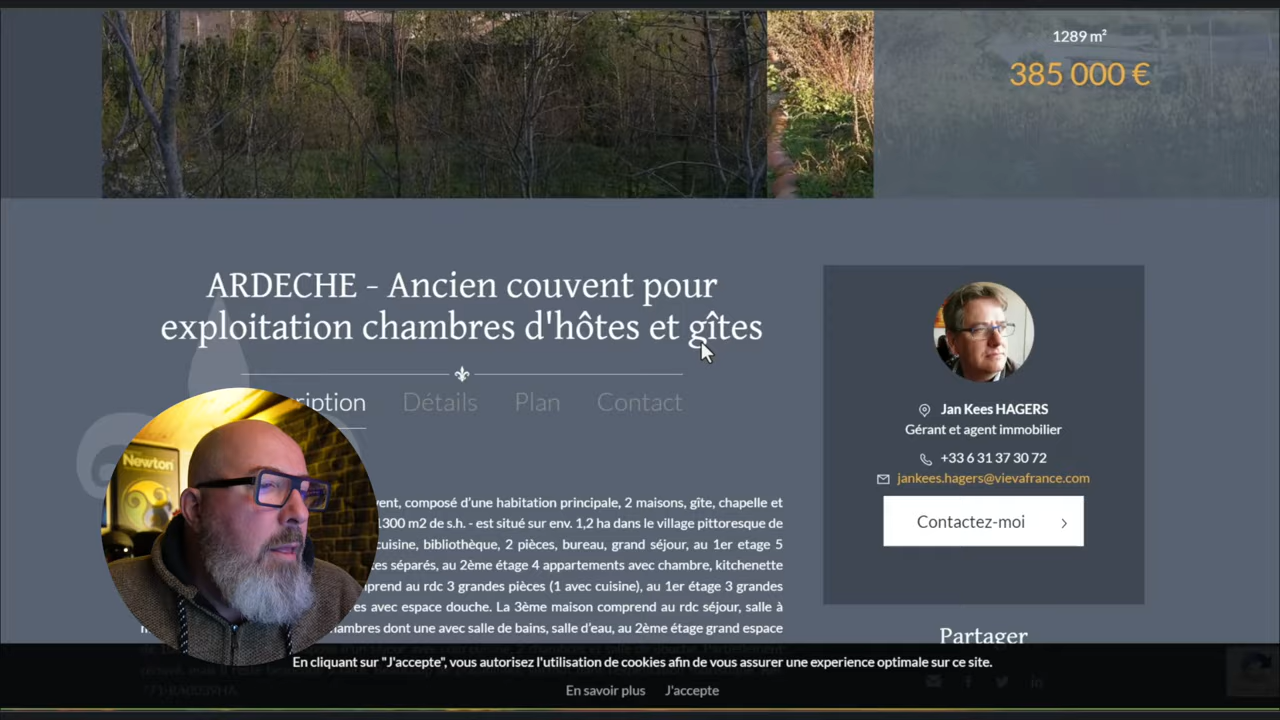 1289 m²
385 000 €
ARDECHE - Ancien couvent pour
exploitation chambres d'hôtes et gîtes
ription Détails Plan Contact
Jan Kees HAGERS
Gérant et agent immobilier
+33 6 31 37 30 72
jankees.hagers@vievafrance.com
Contactez-moi
Newton
vent, composé d'une habitation principale, 2 maisons, gîte, chapelle et
1300 m2 de s.h. - est situé sur env. 1,2 ha dans le village pittoresque de
cuisine, bibliothèque, 2 pièces, bureau, grand séjour, au 1er etage 5
es séparés, au 2ème étage 4 appartements avec chambre, kitchenette
prend au rdc 3 grandes pièces (1 avec cuisine), au 1er étage 3 grandes
es avec espace douche. La 3ème maison comprend au rdc séjour, salle à
hambres dont une avec salle de bains, salle d'eau, au 2ème étage grand espace
Partager
En cliquant sur "J'accepte", vous autorisez l'utilisation de cookies afin de vous assurer une experience optimale sur ce site.
En savoir plus J'accepte